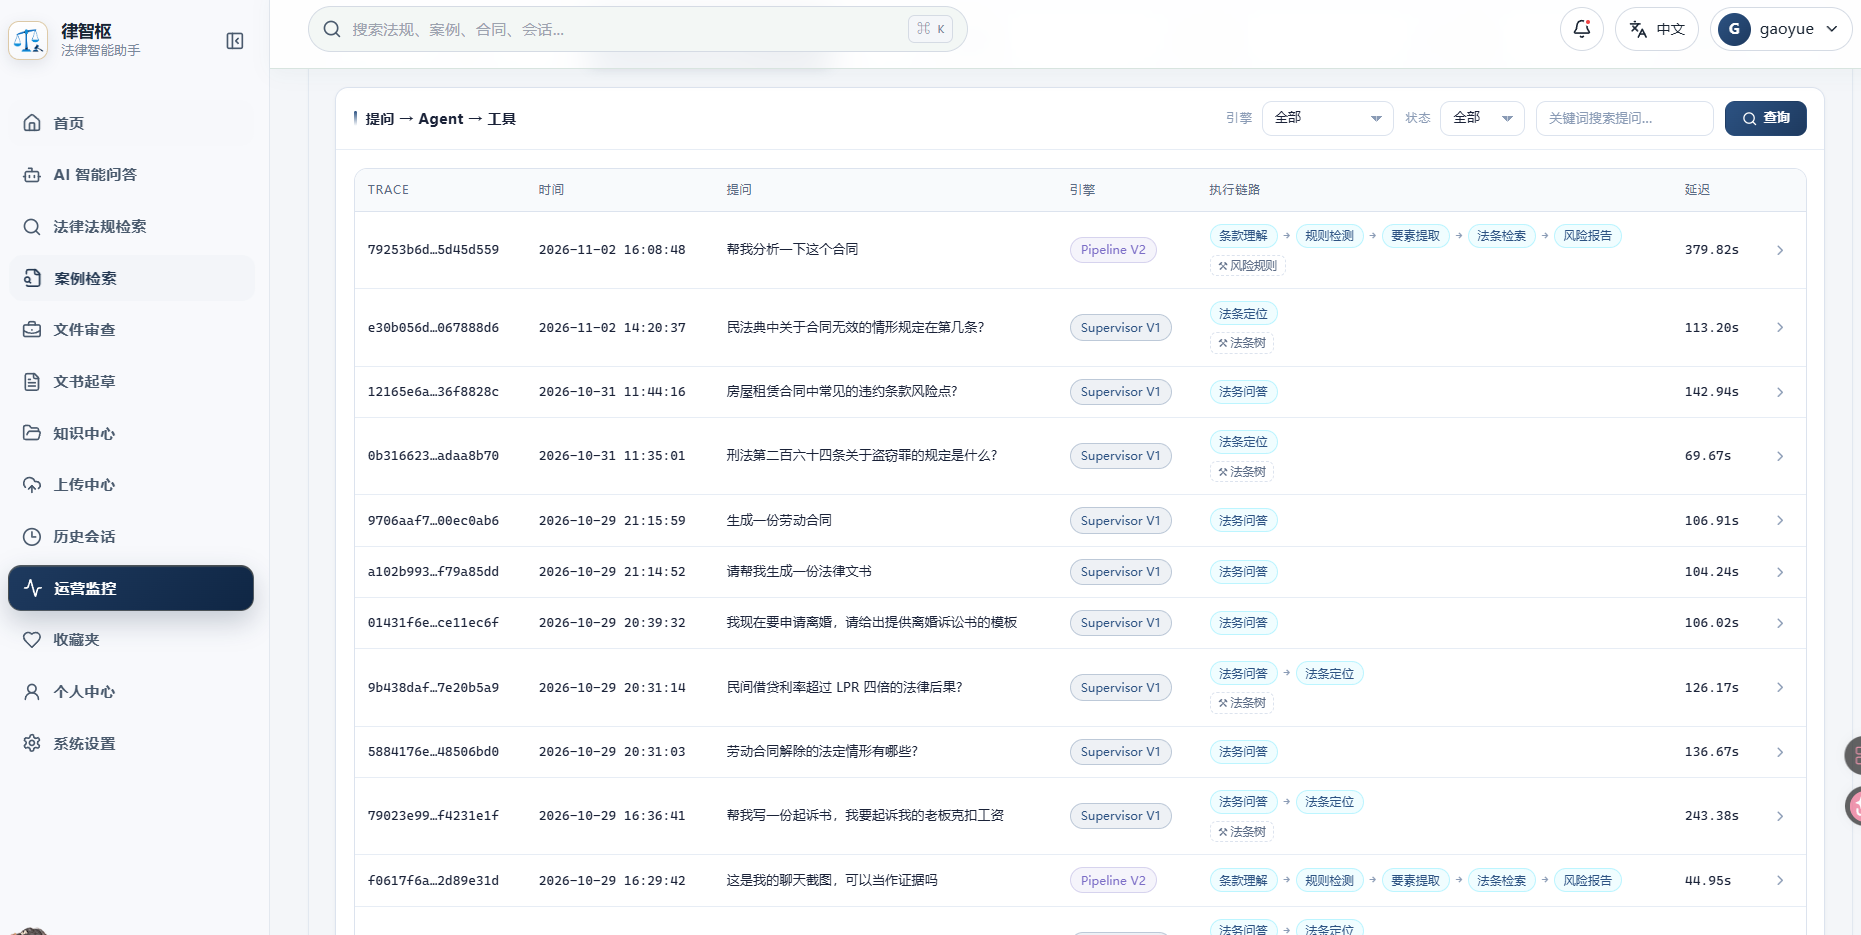 律智枢
法律智能助手
搜索法规、案例、合同、会话...
⌘ K
中文
G gaoyue
首页
AI 智能问答
法律法规检索
案例检索
文件审查
文书起草
知识中心
上传中心
历史会话
运营监控
收藏夹
个人中心
系统设置
提问 → Agent → 工具
引擎 全部 状态 全部 关键词搜索提问... 查询
TRACE 时间 提问 引擎 执行链路 延迟
79253b6d…5d45d559 2026-11-02 16:08:48 帮我分析一下这个合同 Pipeline V2 条款理解 → 规则检测 → 要素提取 → 法条检索 → 风险报告 379.82s
风险规则
e30b056d…067888d6 2026-11-02 14:20:37 民法典中关于合同无效的情形规定在第几条? Supervisor V1 法条定位 113.20s
法条树
12165e6a…36f8828c 2026-10-31 11:44:16 房屋租赁合同中常见的违约条款风险点? Supervisor V1 法务问答 142.94s
0b316623…adaa8b70 2026-10-31 11:35:01 刑法第二百六十四条关于盗窃罪的规定是什么? Supervisor V1 法条定位 69.67s
法条树
9706aaf7…00ec0ab6 2026-10-29 21:15:59 生成一份劳动合同 Supervisor V1 法务问答 106.91s
a102b993…f79a85dd 2026-10-29 21:14:52 请帮我生成一份法律文书 Supervisor V1 法务问答 104.24s
01431f6e…ce11ec6f 2026-10-29 20:39:32 我现在要申请离婚，请给出提供离婚诉讼书的模板 Supervisor V1 法务问答 106.02s
9b438daf…7e20b5a9 2026-10-29 20:31:14 民间借贷利率超过 LPR 四倍的法律后果? Supervisor V1 法务问答 → 法条定位 126.17s
法条树
5884176e…48506bd0 2026-10-29 20:31:03 劳动合同解除的法定情形有哪些? Supervisor V1 法务问答 136.67s
79023e99…f4231e1f 2026-10-29 16:36:41 帮我写一份起诉书，我要起诉我的老板克扣工资 Supervisor V1 法务问答 → 法条定位 243.38s
法条树
f0617f6a…2d89e31d 2026-10-29 16:29:42 这是我的聊天截图，可以当作证据吗 Pipeline V2 条款理解 → 规则检测 → 要素提取 → 法条检索 → 风险报告 44.95s
法务问答 → 法条定位